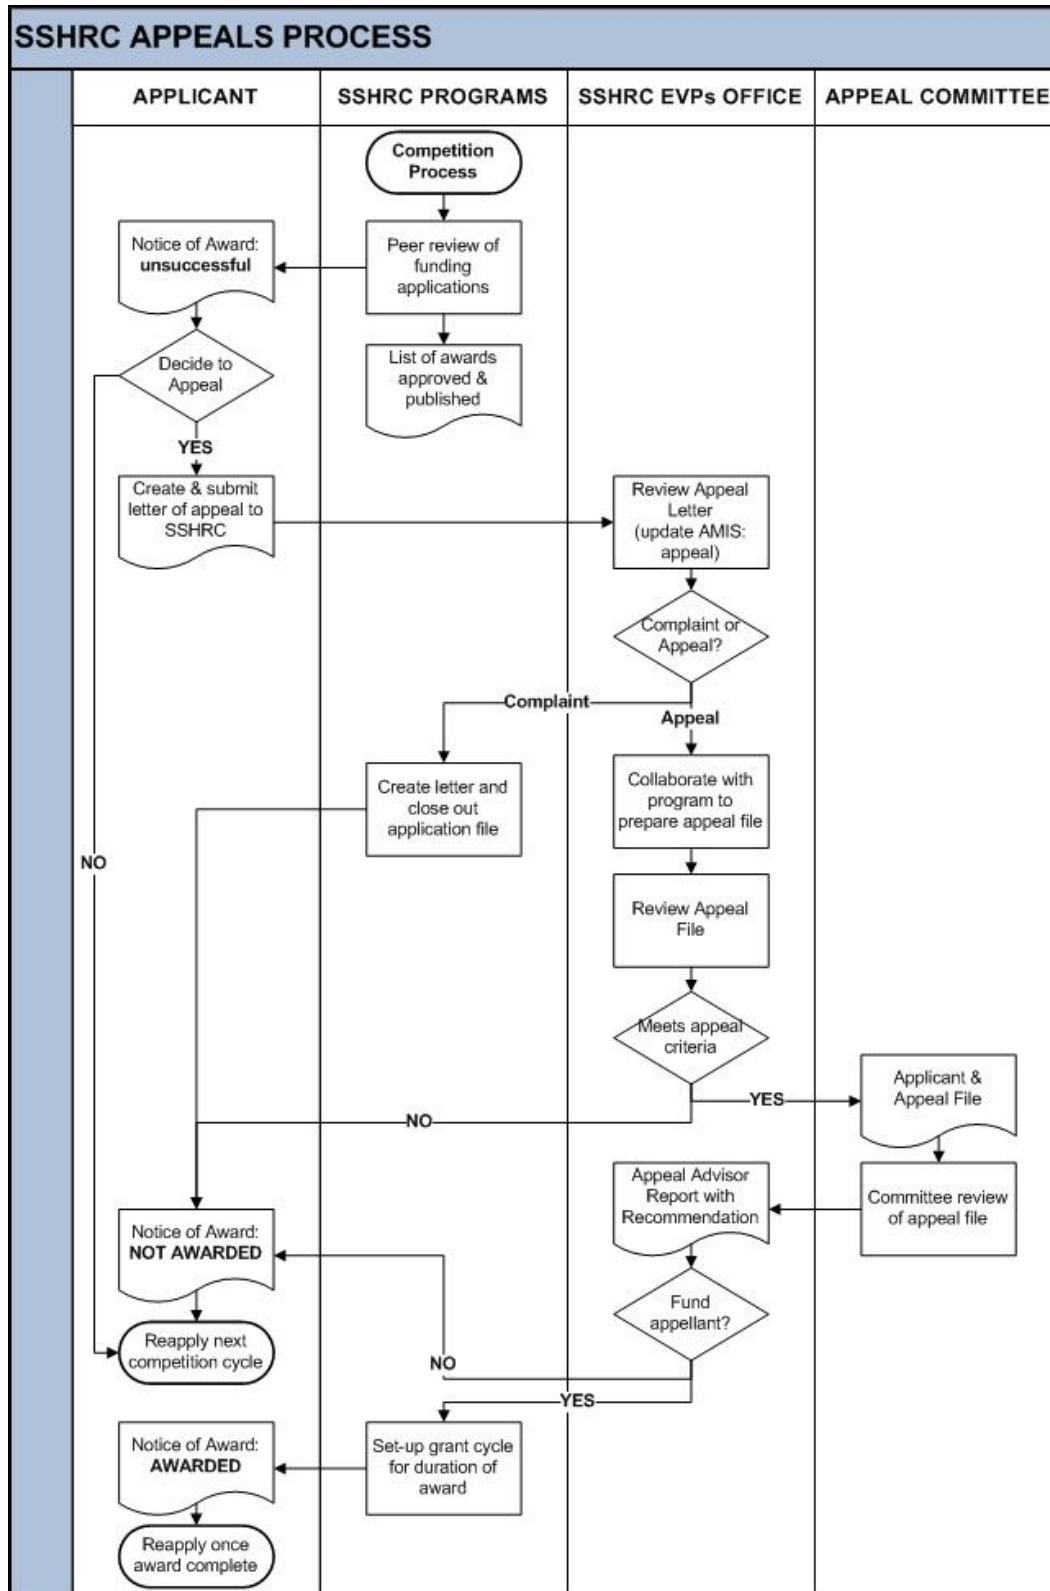 SSHRC APPEALS PROCESS
APPLICANT
SSHRC PROGRAMS
SSHRC EVPs OFFICE
APPEAL COMMITTEE
Competition
Process
Notice of Award:
unsuccessful
Peer review of
funding
applications
Decide to
Appeal
List of awards
approved &
published
YES
Create & submit
letter of appeal to
SSHRC
Review Appeal
Letter
(update AMIS:
appeal)
Complaint or
Appeal?
Complaint
Appeal
Create letter and
close out
application file
Collaborate with
program to
prepare appeal file
NO
Review Appeal
File
Meets appeal
criteria
YES
NO
Applicant &
Appeal File
Committee review
of appeal file
Appeal Advisor
Report with
Recommendation
Notice of Award:
NOT AWARDED
Fund
appellant?
Reapply next
competition cycle
NO
YES
Set-up grant cycle
for duration of
award
Notice of Award:
AWARDED
Reapply once
award complete